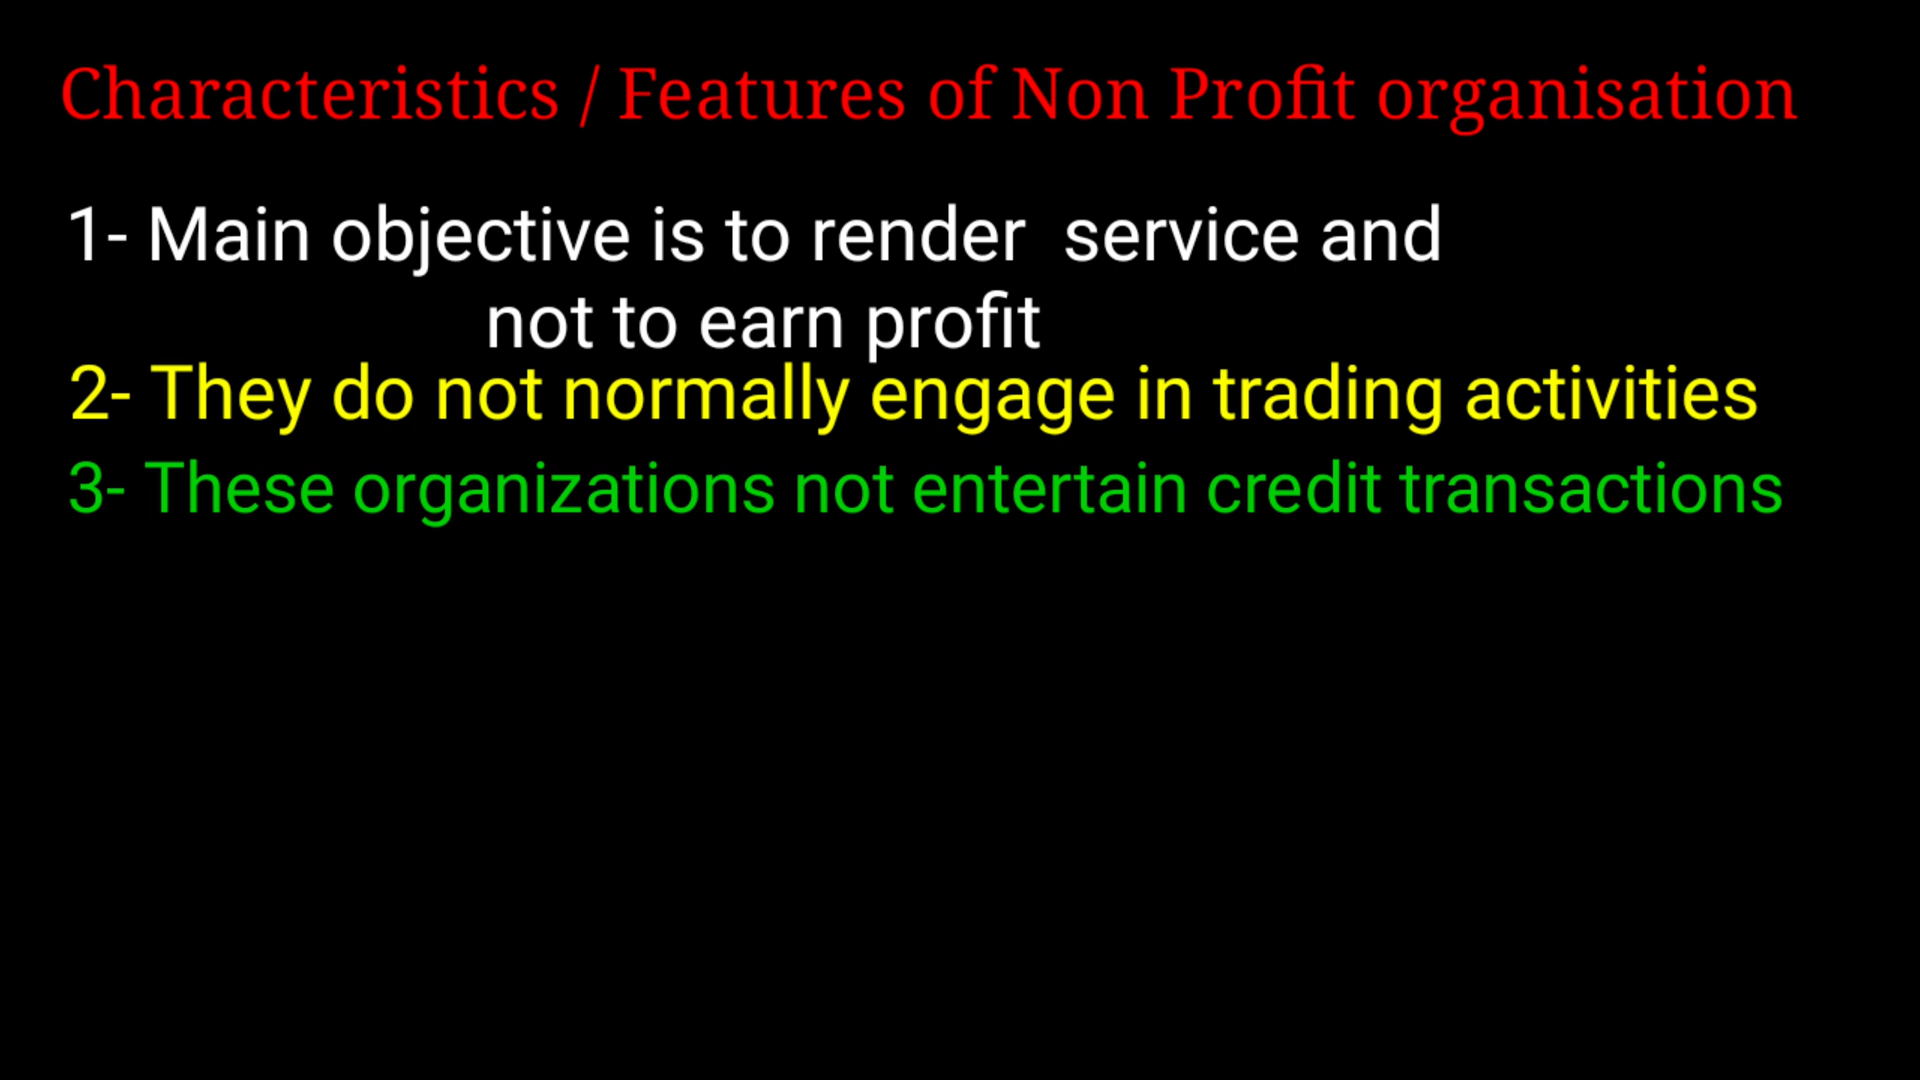 Characteristics / Features of Non Profit organisation
1- Main objective is to render  service and
not to earn profit
2- They do not normally engage in trading activities
3- These organizations not entertain credit transactions